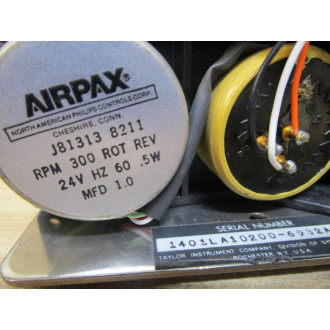 AIRPAX®
NORTH AMERICAN PHILIPS CONTROLS CORP.
CHESHIRE, CONN.
J81313 8211
RPM 300 ROT REV
24V HZ 60 .5W
MFD 1.0
SERIAL NUMBER
1401LA10200-6932A
TAYLOR INSTRUMENT COMPANY, DIVISION OF
ROCHESTER N.Y. U.S.A.